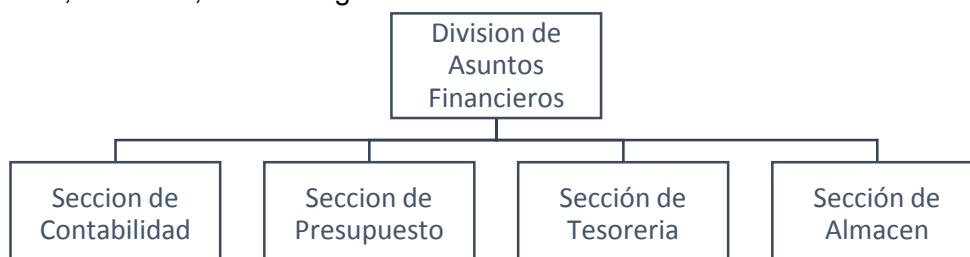 Division de
Asuntos
Financieros
Seccion de
Contabilidad
Seccion de
Presupuesto
Sección de
Tesoreria
Sección de
Almacen